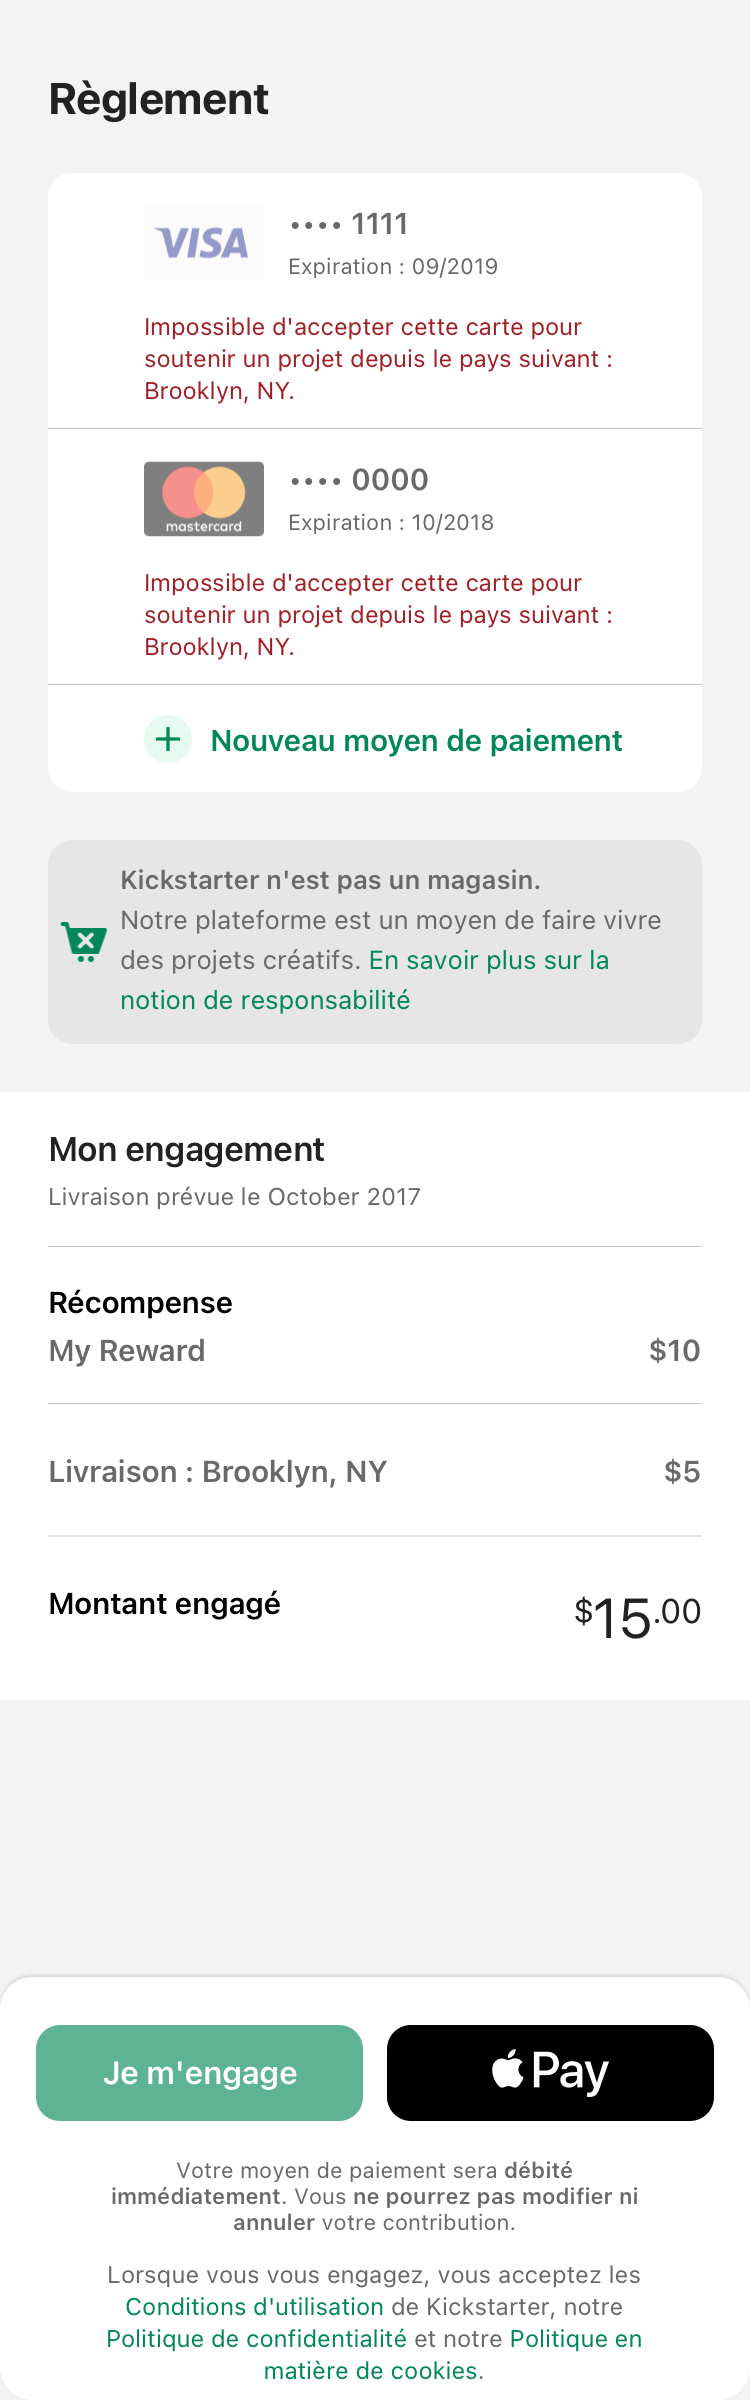 Règlement
VISA
•••• 1111
Expiration : 09/2019
Impossible d'accepter cette carte pour
soutenir un projet depuis le pays suivant :
Brooklyn, NY.
•••• 0000
mastercard
Expiration : 10/2018
Impossible d'accepter cette carte pour
soutenir un projet depuis le pays suivant :
Brooklyn, NY.
+ Nouveau moyen de paiement
Kickstarter n'est pas un magasin.
Notre plateforme est un moyen de faire vivre
des projets créatifs. En savoir plus sur la
notion de responsabilité
Mon engagement
Livraison prévue le October 2017
Récompense
My Reward $10
Livraison : Brooklyn, NY $5
Montant engagé $15.00
Je m'engage
Pay
Votre moyen de paiement sera débité
immédiatement. Vous ne pourrez pas modifier ni
annuler votre contribution.
Lorsque vous vous engagez, vous acceptez les
Conditions d'utilisation de Kickstarter, notre
Politique de confidentialité et notre Politique en
matière de cookies.